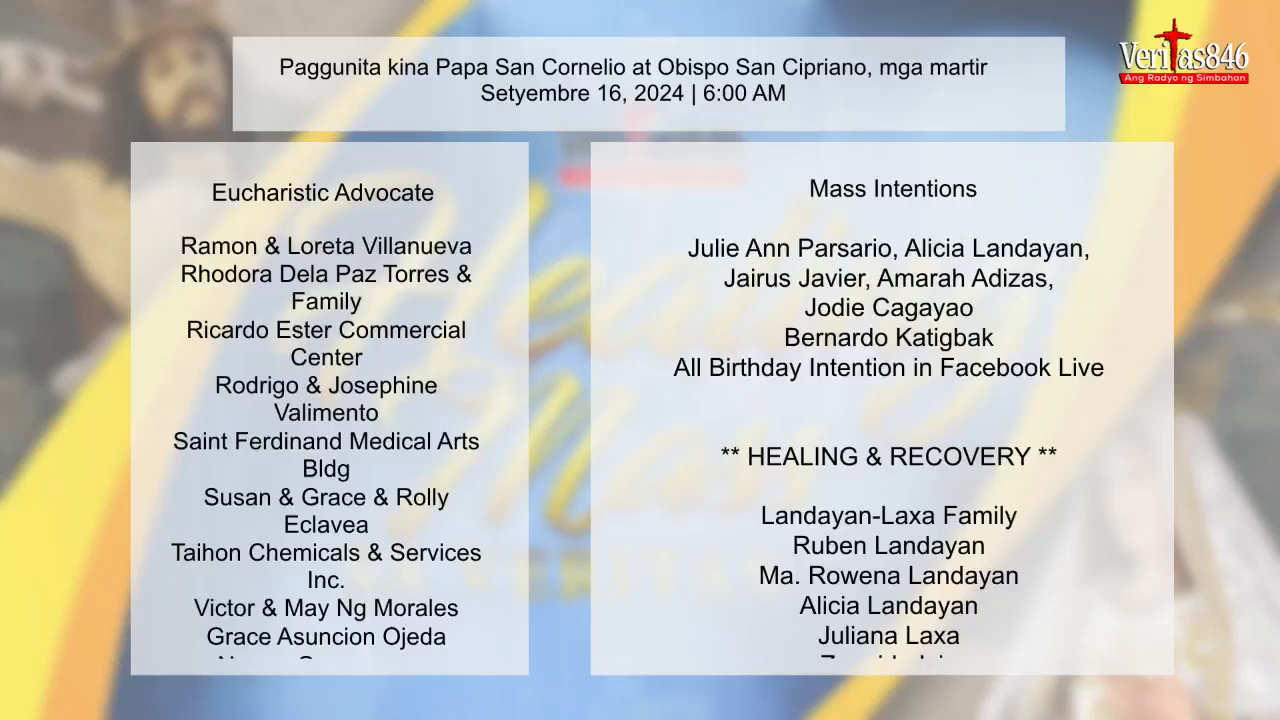 Paggunita kina Papa San Cornelio at Obispo San Cipriano, mga martir
Setyembre 16, 2024 | 6:00 AM
Veritas846
Ang Radyo ng Simbahan
Eucharistic Advocate
Ramon & Loreta Villanueva
Rhodora Dela Paz Torres &
Family
Ricardo Ester Commercial
Center
Rodrigo & Josephine
Valimento
Saint Ferdinand Medical Arts
Bldg
Susan & Grace & Rolly
Eclavea
Taihon Chemicals & Services
Inc.
Victor & May Ng Morales
Grace Asuncion Ojeda
Mass Intentions
Julie Ann Parsario, Alicia Landayan,
Jairus Javier, Amarah Adizas,
Jodie Cagayao
Bernardo Katigbak
All Birthday Intention in Facebook Live
** HEALING & RECOVERY **
Landayan-Laxa Family
Ruben Landayan
Ma. Rowena Landayan
Alicia Landayan
Juliana Laxa